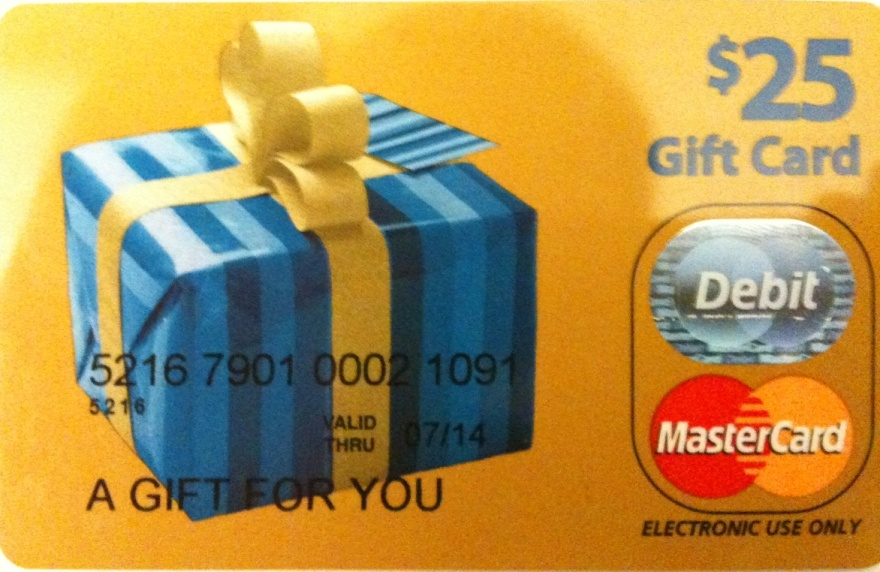 $25
Gift Card
Debit
5216 7901 0002 1091
5216
VALID
THRU 07/14
MasterCard
A GIFT FOR YOU
ELECTRONIC USE ONLY